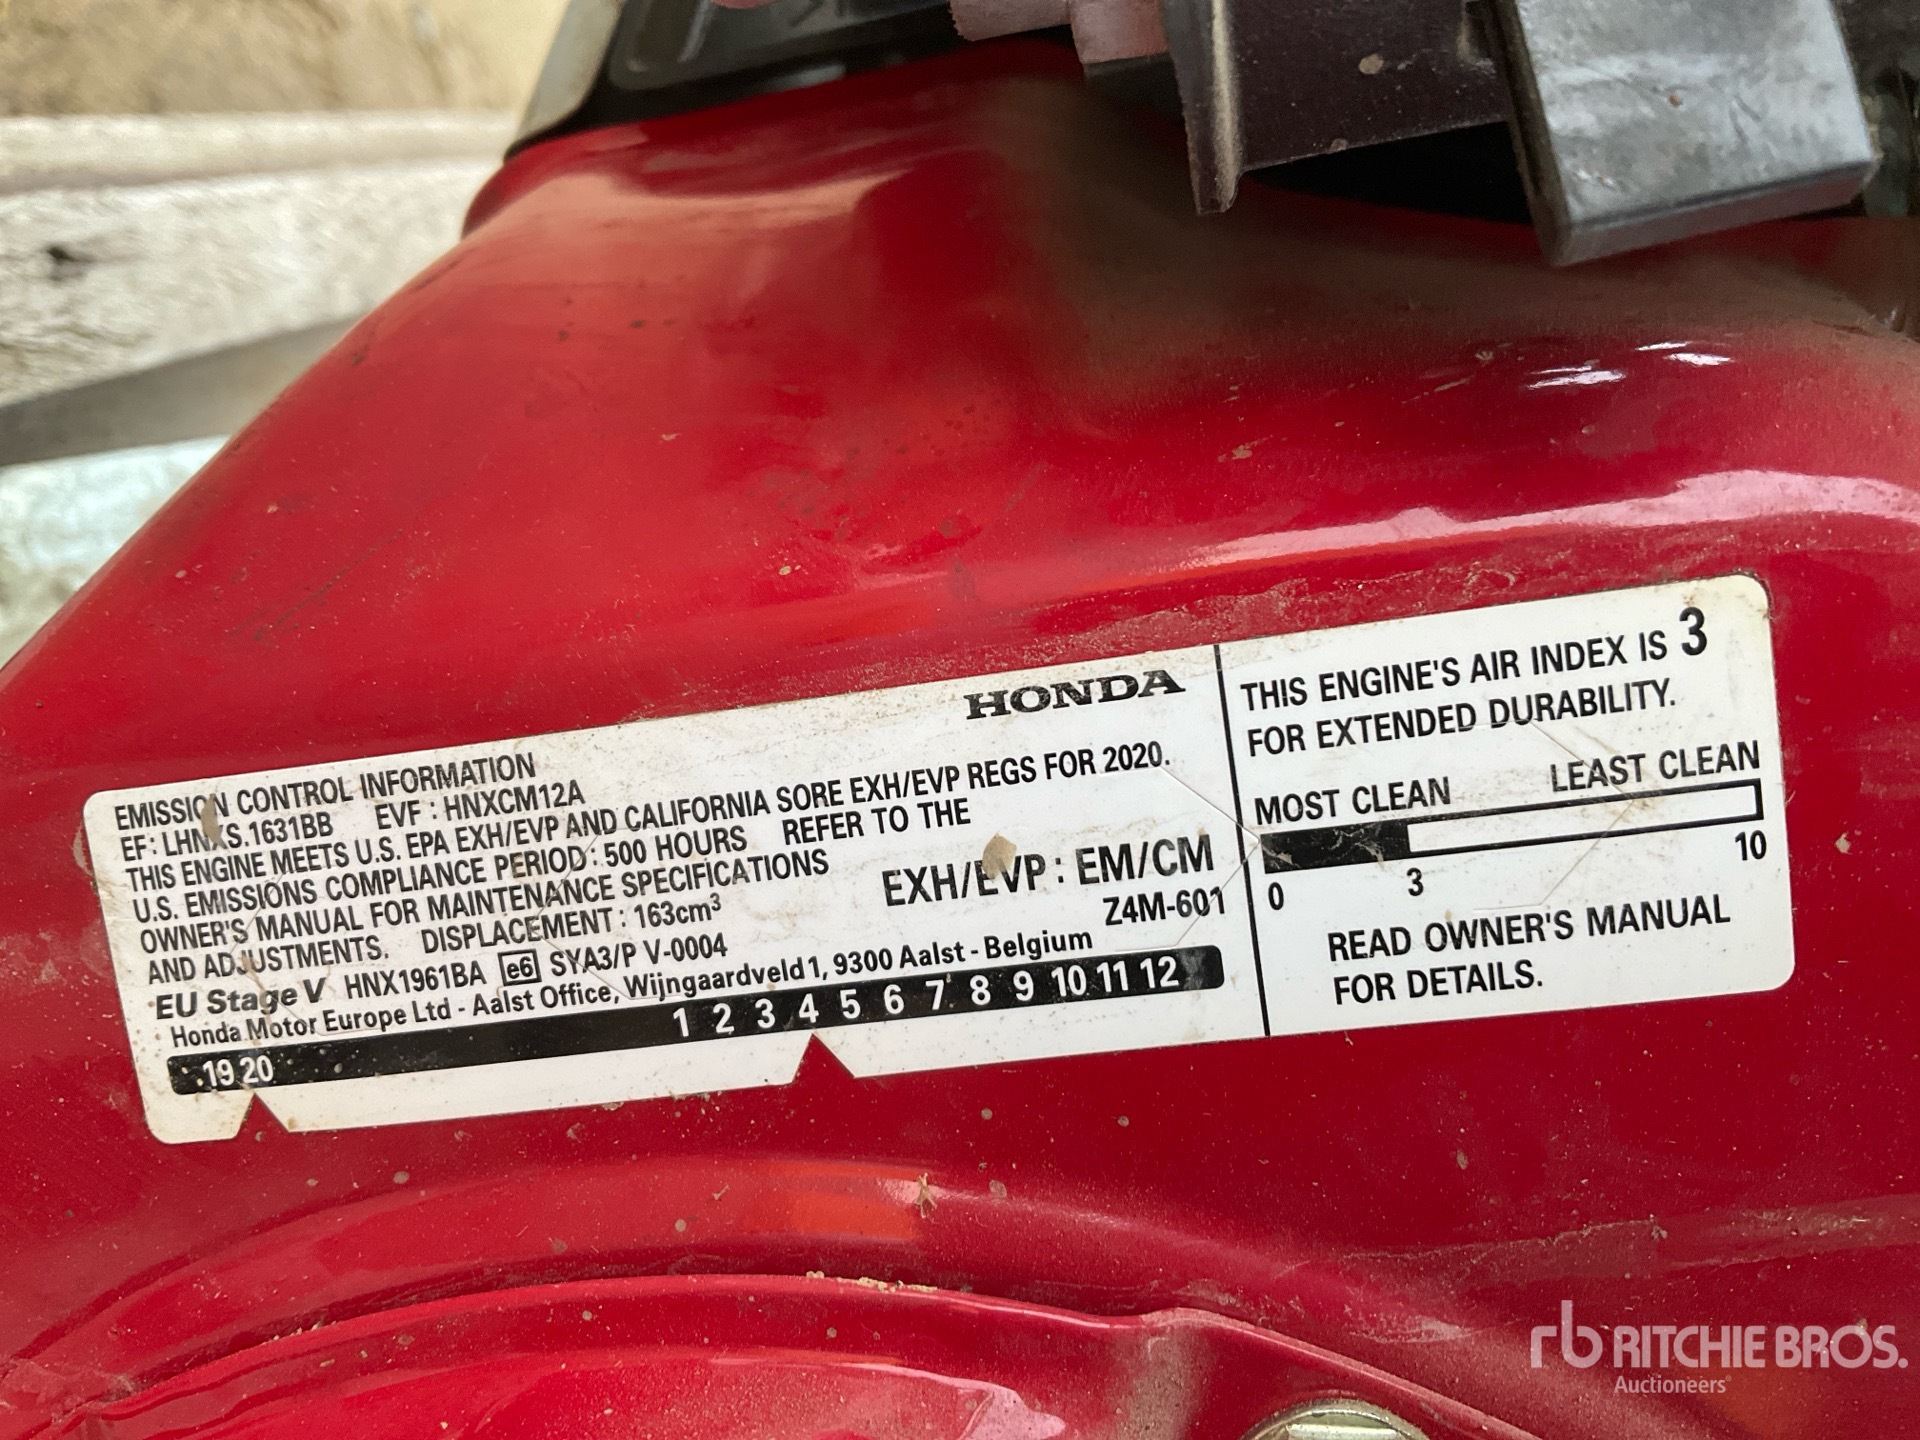 HONDA
EMISSION CONTROL INFORMATION
EF : LHNXS.1631BB EVF : HNXCM12A
THIS ENGINE MEETS U.S. EPA EXH/EVP AND CALIFORNIA SORE EXH/EVP REGS FOR 2020.
U.S. EMISSIONS COMPLIANCE PERIOD : 500 HOURS REFER TO THE
OWNER'S MANUAL FOR MAINTENANCE SPECIFICATIONS
AND ADJUSTMENTS. DISPLACEMENT : 163cm³
EXH/EVP : EM/CM
Z4M-601
EU Stage V HNX1961BA e6 SYA3/P V-0004
Honda Motor Europe Ltd - Aalst Office, Wijngaardveld 1, 9300 Aalst - Belgium
19 20 1 2 3 4 5 6 7 8 9 10 11 12
THIS ENGINE'S AIR INDEX IS 3
FOR EXTENDED DURABILITY.
MOST CLEAN LEAST CLEAN
0 3 10
READ OWNER'S MANUAL
FOR DETAILS.
rb RITCHIE BROS.
Auctioneers